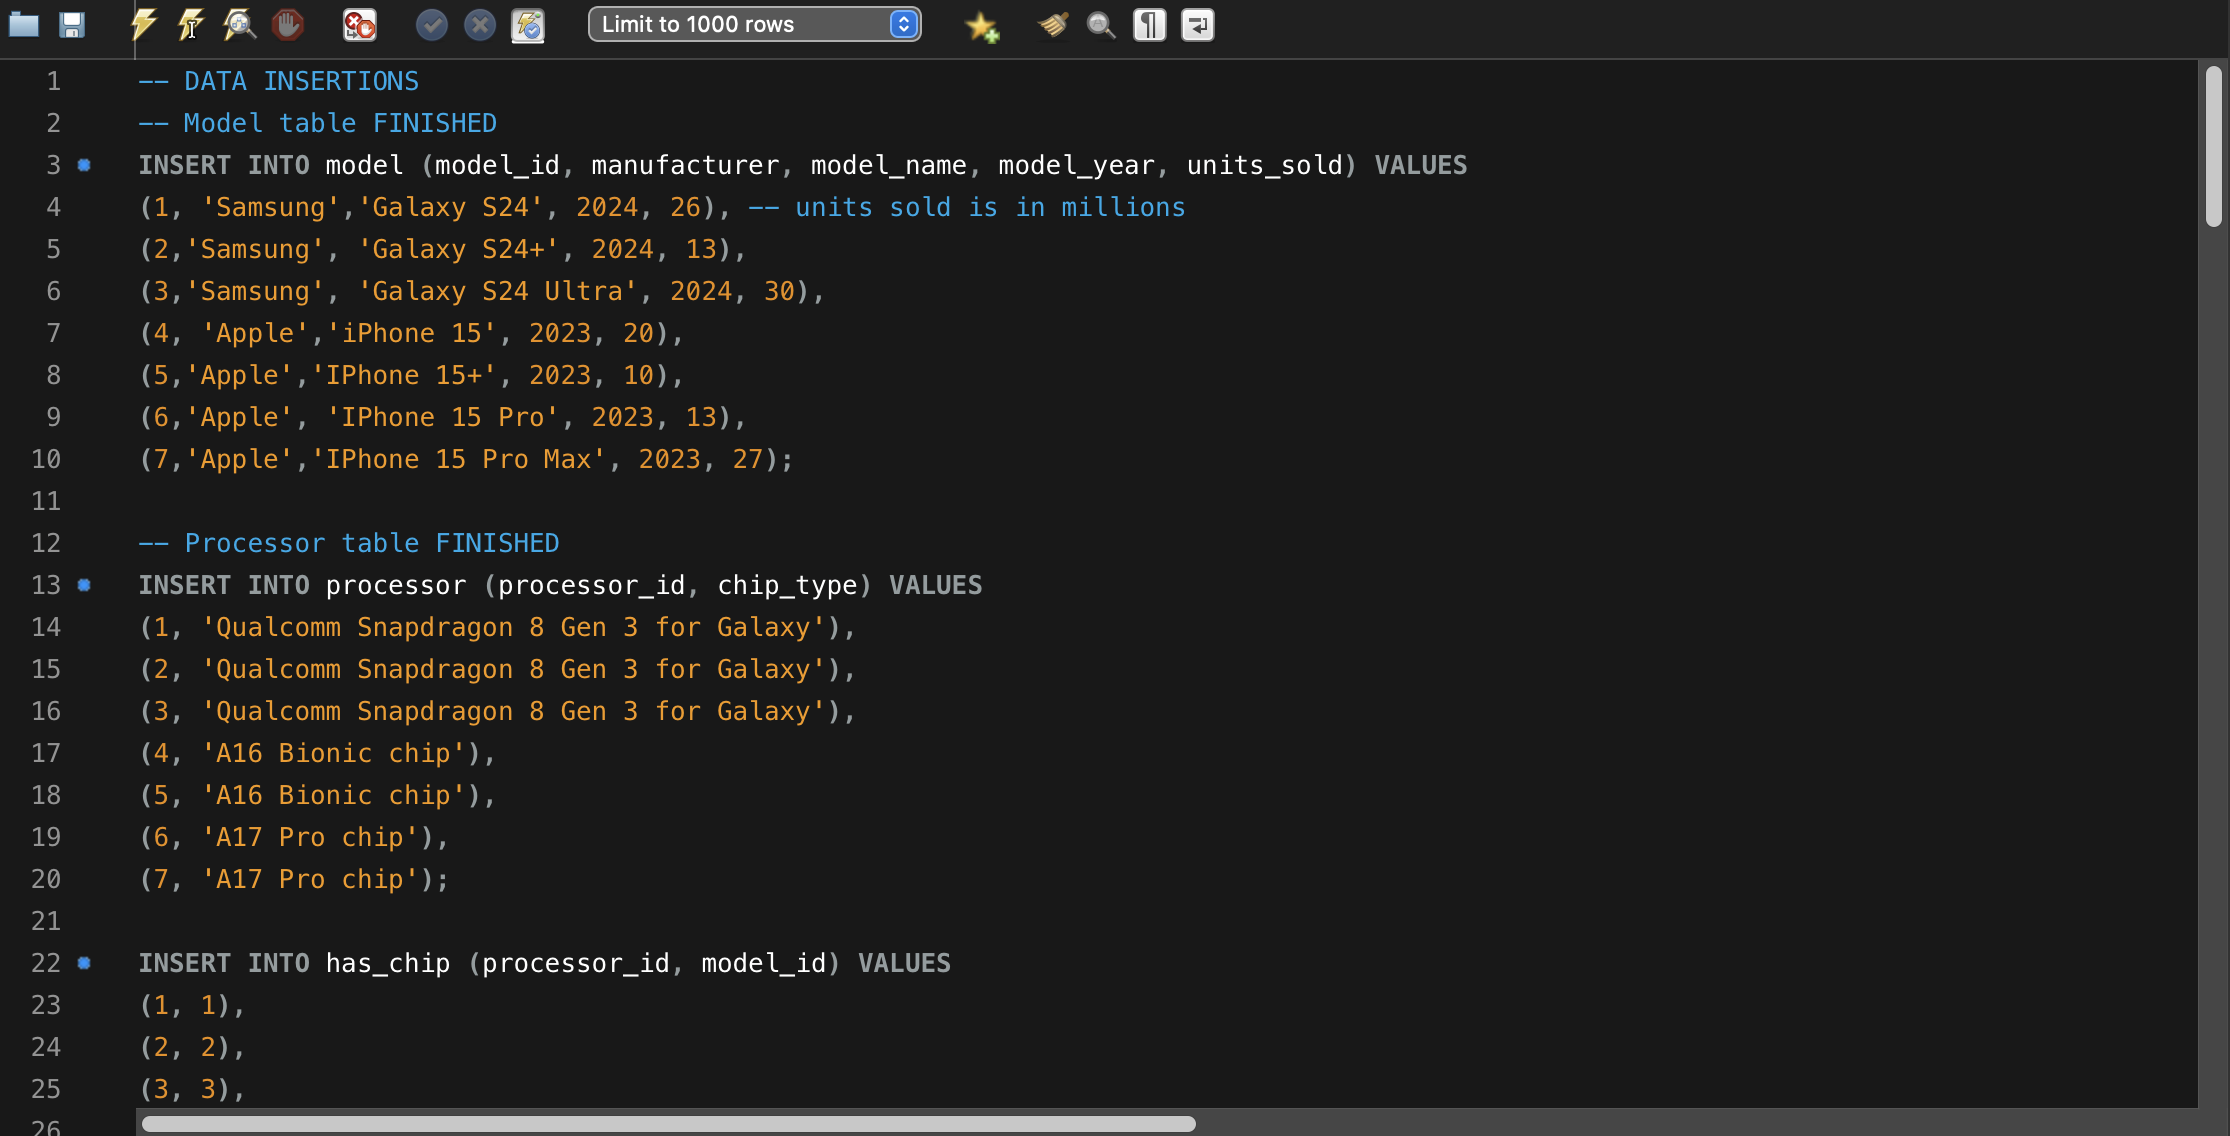 Limit to 1000 rows
1 -- DATA INSERTIONS
2 -- Model table FINISHED
3 INSERT INTO model (model_id, manufacturer, model_name, model_year, units_sold) VALUES
4 (1, 'Samsung','Galaxy S24', 2024, 26), -- units sold is in millions
5 (2,'Samsung', 'Galaxy S24+', 2024, 13),
6 (3,'Samsung', 'Galaxy S24 Ultra', 2024, 30),
7 (4, 'Apple','iPhone 15', 2023, 20),
8 (5,'Apple','IPhone 15+', 2023, 10),
9 (6,'Apple', 'IPhone 15 Pro', 2023, 13),
10 (7,'Apple','IPhone 15 Pro Max', 2023, 27);
11
12 -- Processor table FINISHED
13 INSERT INTO processor (processor_id, chip_type) VALUES
14 (1, 'Qualcomm Snapdragon 8 Gen 3 for Galaxy'),
15 (2, 'Qualcomm Snapdragon 8 Gen 3 for Galaxy'),
16 (3, 'Qualcomm Snapdragon 8 Gen 3 for Galaxy'),
17 (4, 'A16 Bionic chip'),
18 (5, 'A16 Bionic chip'),
19 (6, 'A17 Pro chip'),
20 (7, 'A17 Pro chip');
21
22 INSERT INTO has_chip (processor_id, model_id) VALUES
23 (1, 1),
24 (2, 2),
25 (3, 3),
26